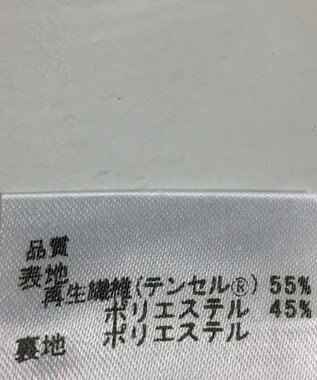 品質
表地
再生繊維(テンセル®) 55%
ポリエステル 45%
裏地 ポリエステル